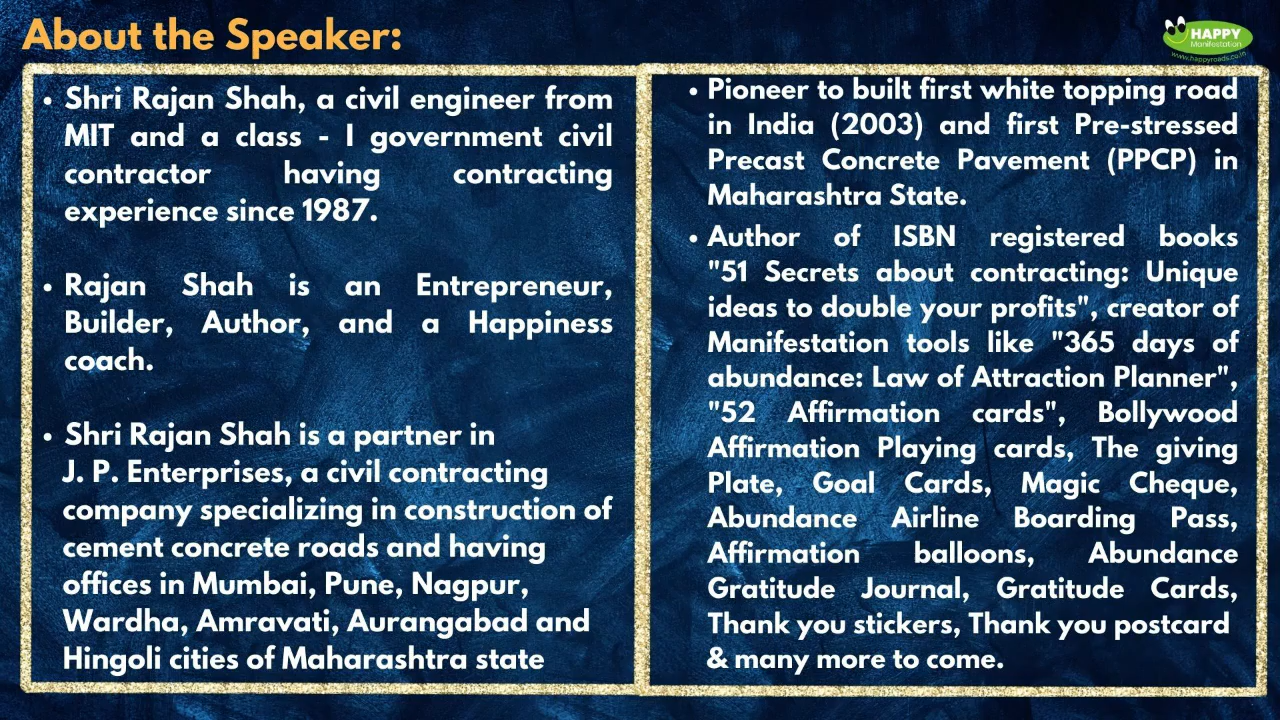 About the Speaker:
HAPPY
Manifestation
www.happyroads.co.in
• Shri Rajan Shah, a civil engineer from
MIT and a class - I government civil
contractor having contracting
experience since 1987.
• Rajan Shah is an Entrepreneur,
Builder, Author, and a Happiness
coach.
• Shri Rajan Shah is a partner in
J. P. Enterprises, a civil contracting
company specializing in construction of
cement concrete roads and having
offices in Mumbai, Pune, Nagpur,
Wardha, Amravati, Aurangabad and
Hingoli cities of Maharashtra state
• Pioneer to built first white topping road
in India (2003) and first Pre-stressed
Precast Concrete Pavement (PPCP) in
Maharashtra State.
• Author of ISBN registered books
"51 Secrets about contracting: Unique
ideas to double your profits", creator of
Manifestation tools like "365 days of
abundance: Law of Attraction Planner",
"52 Affirmation cards", Bollywood
Affirmation Playing cards, The giving
Plate, Goal Cards, Magic Cheque,
Abundance Airline Boarding Pass,
Affirmation balloons, Abundance
Gratitude Journal, Gratitude Cards,
Thank you stickers, Thank you postcard
& many more to come.